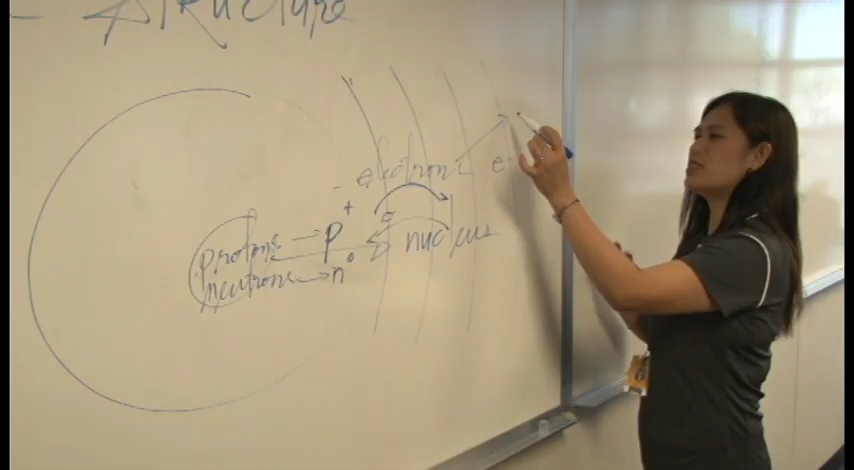 - Structure
electron
e-
-
+
protons → p nucleus
neutrons → n°